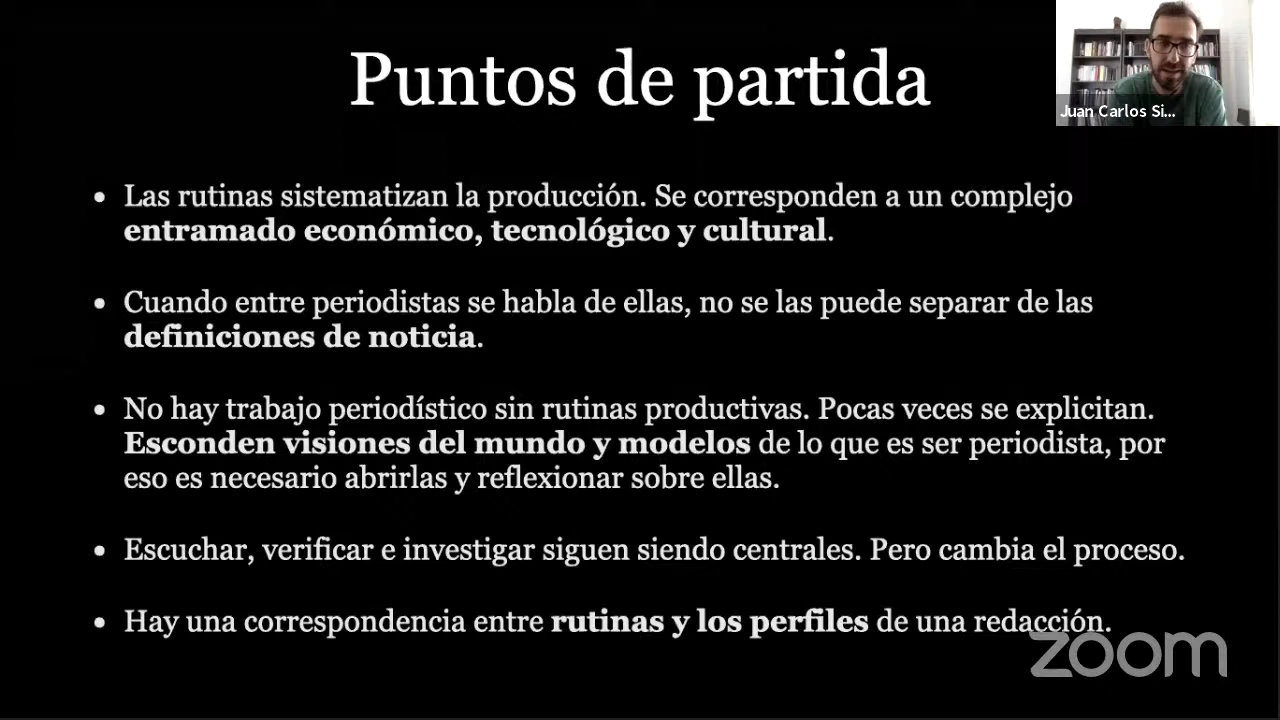 Puntos de partida
Juan Carlos Si...
• Las rutinas sistematizan la producción. Se corresponden a un complejo
entramado económico, tecnológico y cultural.
• Cuando entre periodistas se habla de ellas, no se las puede separar de las
definiciones de noticia.
• No hay trabajo periodístico sin rutinas productivas. Pocas veces se explicitan.
Esconden visiones del mundo y modelos de lo que es ser periodista, por
eso es necesario abrirlas y reflexionar sobre ellas.
• Escuchar, verificar e investigar siguen siendo centrales. Pero cambia el proceso.
• Hay una correspondencia entre rutinas y los perfiles de una redacción.
zoom